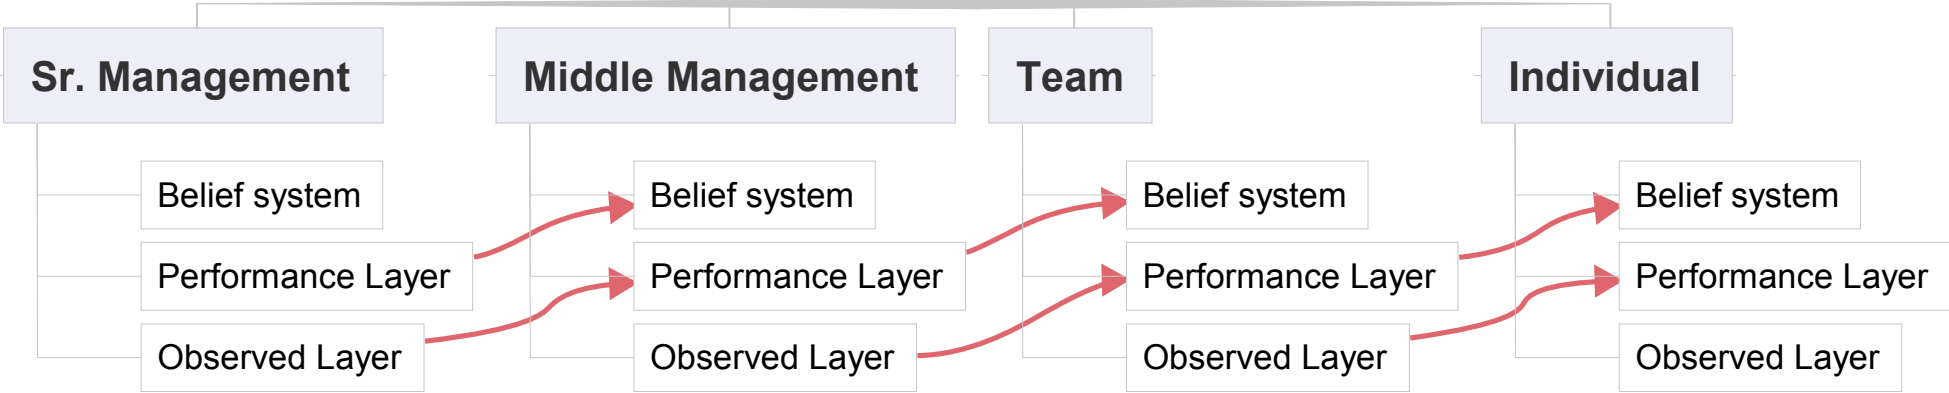 Sr. Management
Middle Management
Team
Individual
Belief system
Belief system
Belief system
Belief system
Performance Layer
Performance Layer
Performance Layer
Performance Layer
Observed Layer
Observed Layer
Observed Layer
Observed Layer